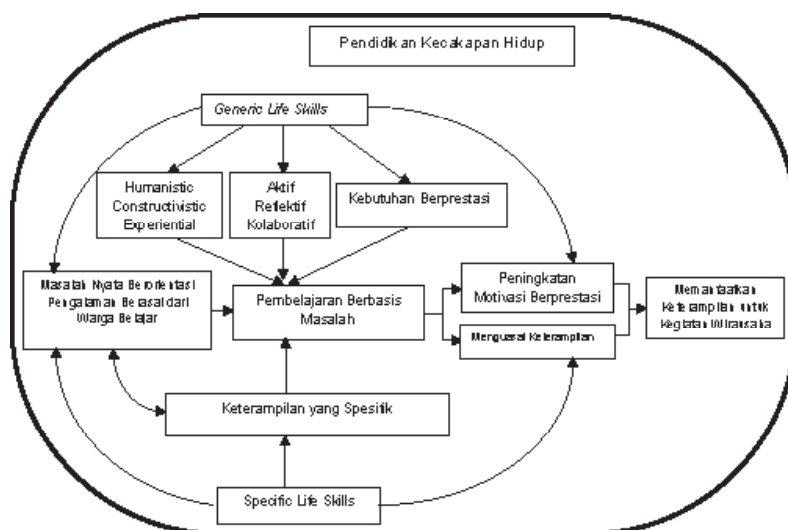 Pendidikan Kecakapan Hidup
Generic Life Skills
Humanistic
Constructivistic
Experiential
Aktif
Reflektif
Kolaboratif
Kebutuhan Berprestasi
Masalah Nyata Berorientasi
Pengalaman Berasal dari
Warga Belajar
Pembelajaran Berbasis
Masalah
Peningkatan
Motivasi Berprestasi
Menguasai Keterampilan
Memanfaatkan
Keterampilan untuk
Kegiatan Wirausaha
Keterampilan yang Spesifik
Specific Life Skills